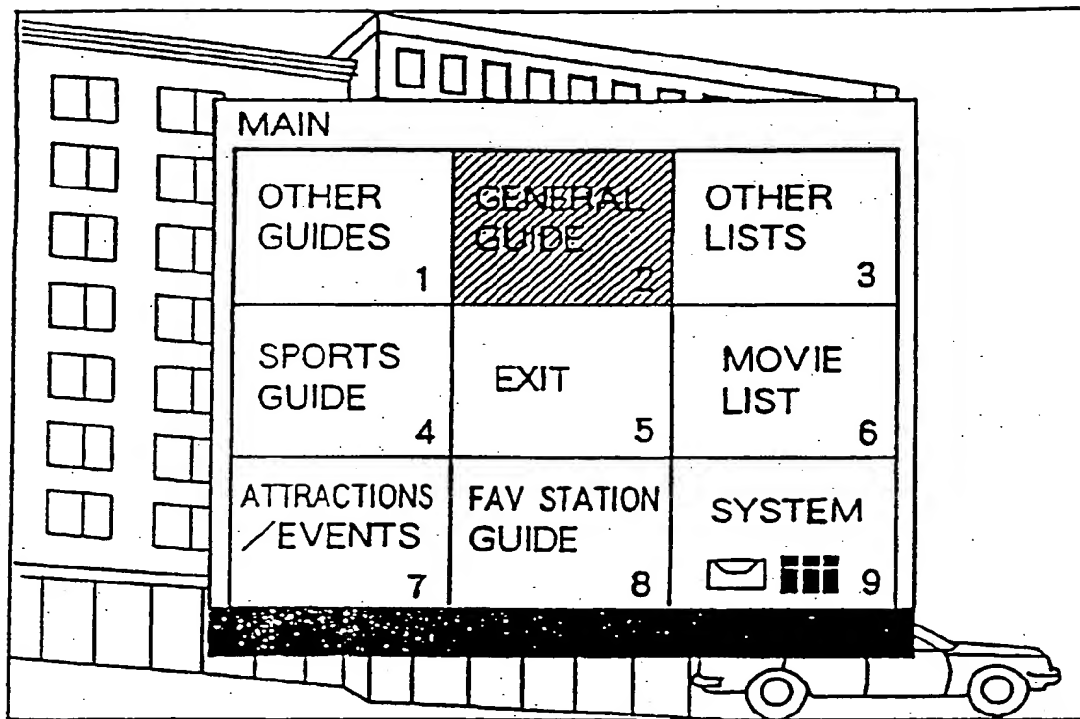 MAIN
OTHER
GUIDES
1
GENERAL
GUIDE
2
OTHER
LISTS
3
SPORTS
GUIDE
4
EXIT
5
MOVIE
LIST
6
ATTRACTIONS
/EVENTS
7
FAV STATION
GUIDE
8
SYSTEM
9